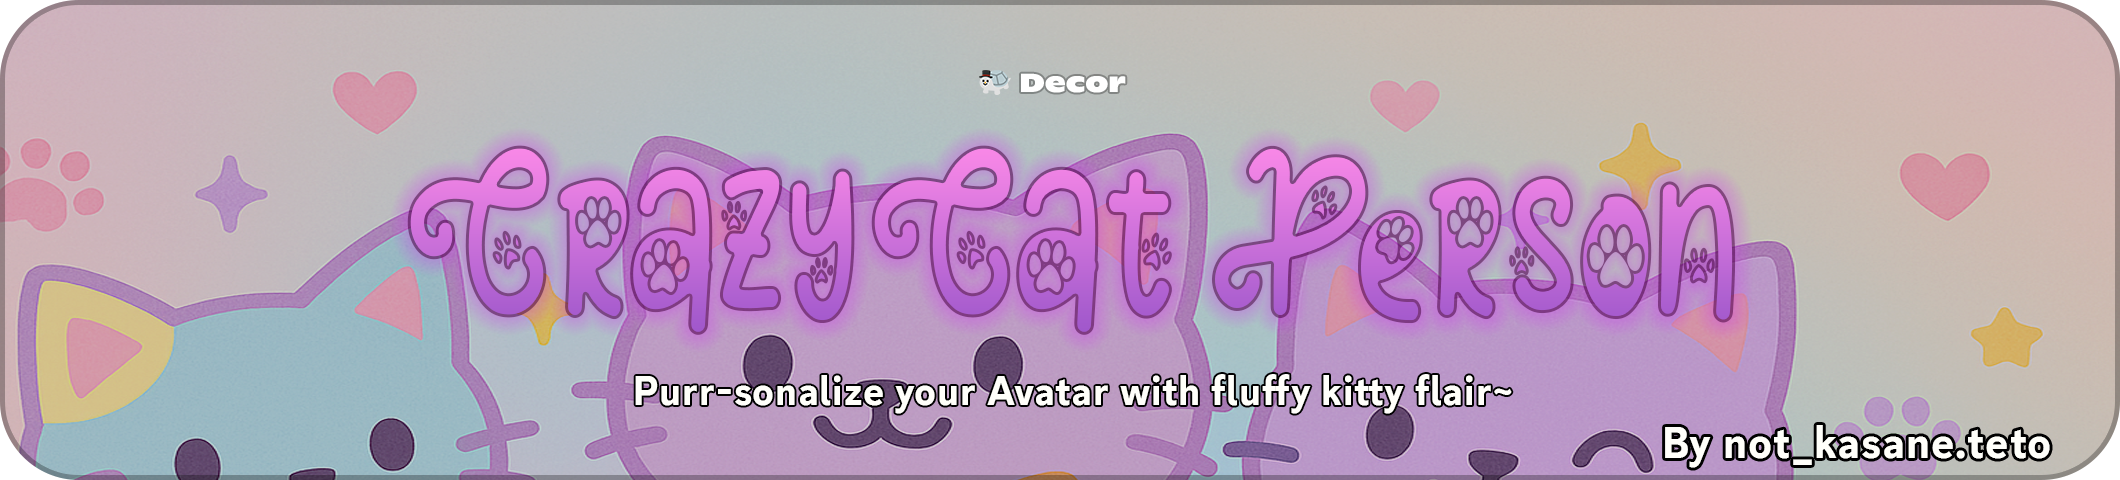 Decor
Crazy Cat Person
Purr-sonalize your Avatar with fluffy kitty flair~
By not_kasane.teto